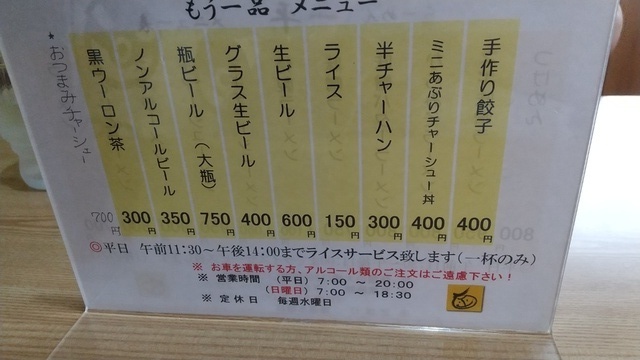 もう一品 メニュー
手作り餃子 400円
ミニあぶりチャーシュー丼 400円
半チャーハン 300円
ライス 150円
生ビール 600円
グラス生ビール 400円
瓶ビール（大瓶） 750円
ノンアルコールビール 350円
黒ウーロン茶 300円
*おつまみチャーシュー 700円
◎平日 午前11:30～午後14:00までライスサービス致します(一杯のみ)
※ お車を運転する方、アルコール類のご注文はご遠慮下さい！
※ 営業時間 (平日) 7:00 ～ 20:00
(日曜日) 7:00 ～ 18:30
※ 定休日 毎週水曜日